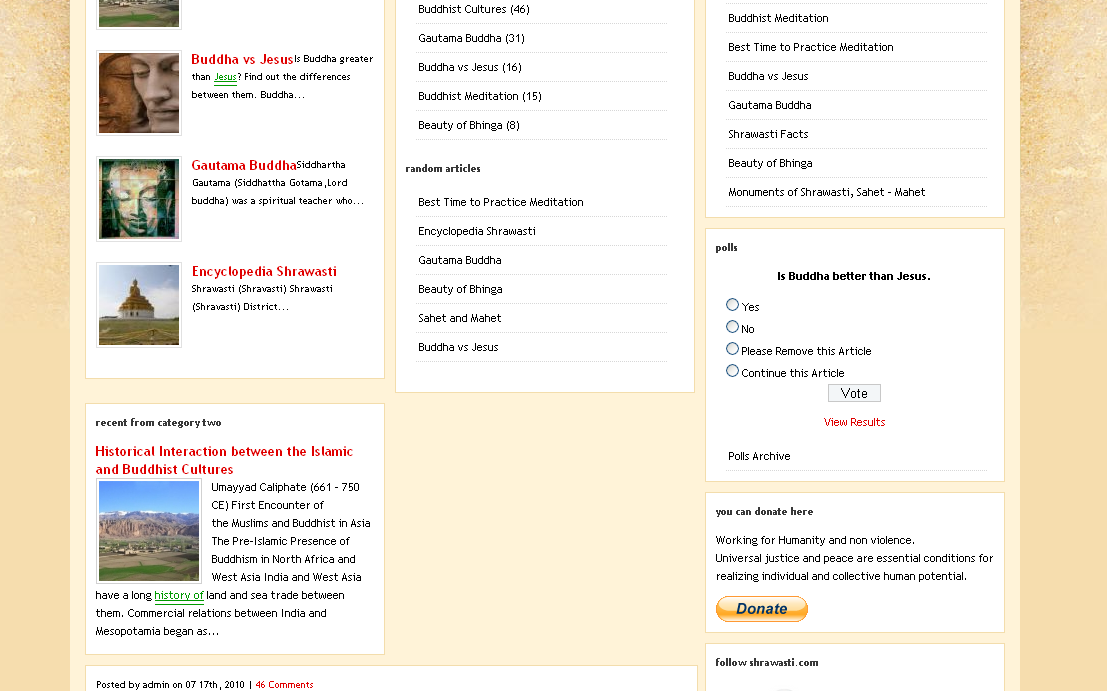 Buddha vs JesusIs Buddha greater
than Jesus? Find out the differences
between them. Buddha...
Gautama BuddhaSiddhartha
Gautama (Siddhattha Gotama,Lord
buddha) was a spiritual teacher who...
Encyclopedia Shrawasti
Shrawasti (Shravasti) Shrawasti
(Shravasti) District...
recent from category two
Historical Interaction between the Islamic
and Buddhist Cultures
Umayyad Caliphate (661 - 750
CE) First Encounter of
the Muslims and Buddhist in Asia
The Pre-Islamic Presence of
Buddhism in North Africa and
West Asia India and West Asia
have a long history of land and sea trade between
them. Commercial relations between India and
Mesopotamia began as...
Posted by admin on 07 17th, 2010 | 46 Comments
Buddhist Cultures (46)
Gautama Buddha (31)
Buddha vs Jesus (16)
Buddhist Meditation (15)
Beauty of Bhinga (8)
random articles
Best Time to Practice Meditation
Encyclopedia Shrawasti
Gautama Buddha
Beauty of Bhinga
Sahet and Mahet
Buddha vs Jesus
Buddhist Meditation
Best Time to Practice Meditation
Buddha vs Jesus
Gautama Buddha
Shrawasti Facts
Beauty of Bhinga
Monuments of Shrawasti, Sahet - Mahet
polls
Is Buddha better than Jesus.
Yes
No
Please Remove this Article
Continue this Article
Vote
View Results
Polls Archive
you can donate here
Working for Humanity and non violence.
Universal justice and peace are essential conditions for
realizing individual and collective human potential.
Donate
follow shrawasti.com